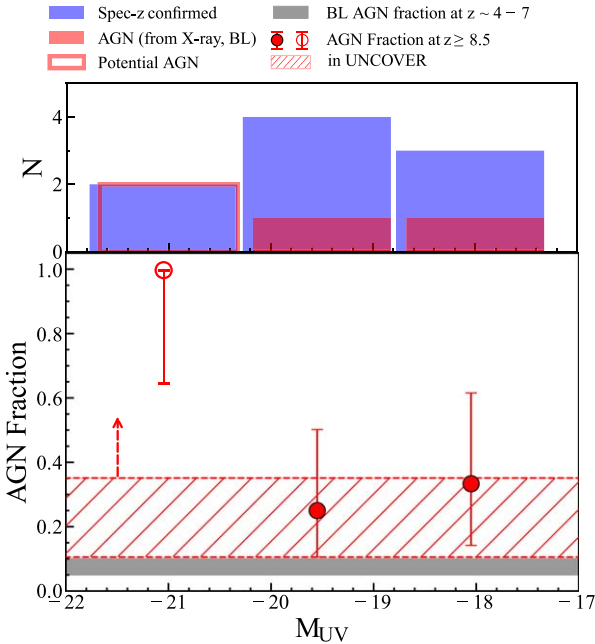 Spec-z confirmed
AGN (from X-ray, BL)
Potential AGN
BL AGN fraction at z ~ 4 − 7
AGN Fraction at z ≥ 8.5
in UNCOVER
4
2
0
N
1.0
0.8
0.6
0.4
0.2
0.0
AGN Fraction
−22 −21 −20 −19 −18 −17
M_UV